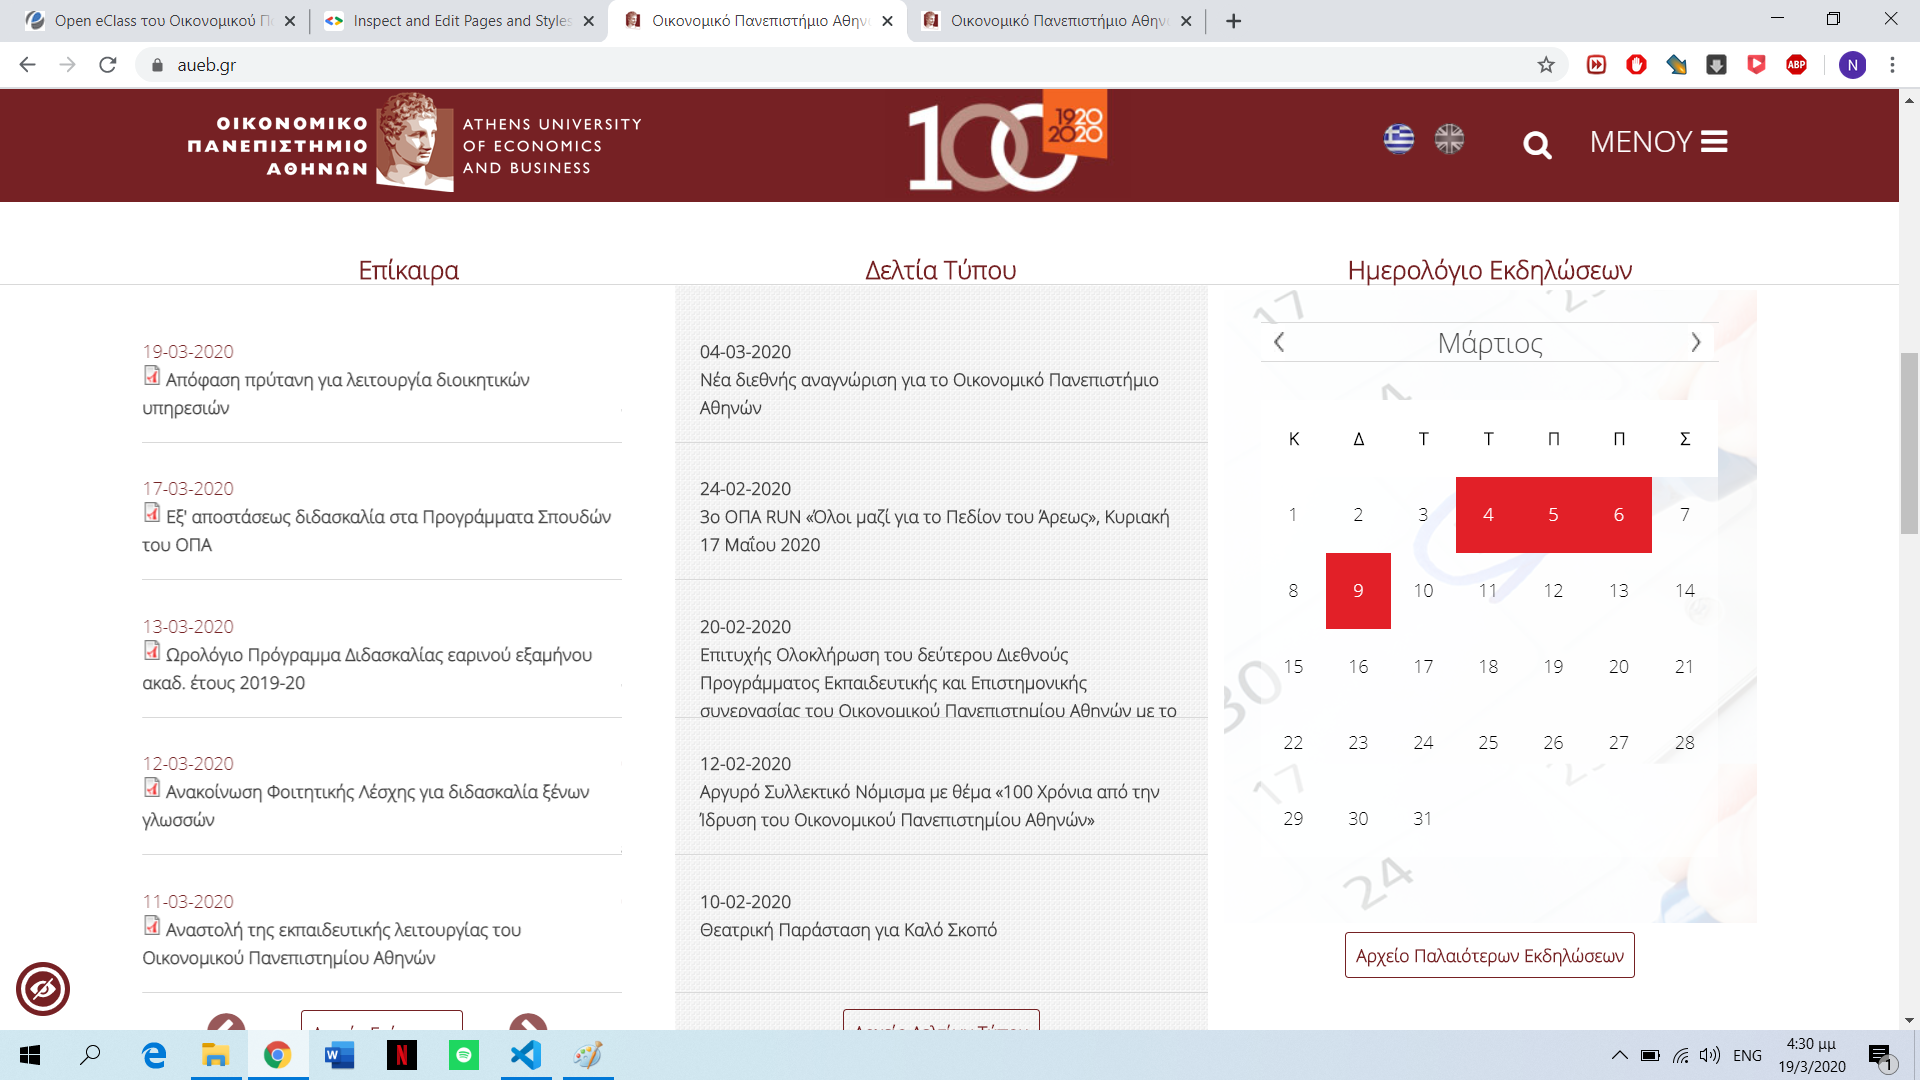 Open eClass του Οικονομικού Πα
Inspect and Edit Pages and Styles
Οικονομικό Πανεπιστήμιο Αθην
Οικονομικό Πανεπιστήμιο Αθην
aueb.gr
ABP
N
ΟΙΚΟΝΟΜΙΚΟ
ΠΑΝΕΠΙΣΤΗΜΙΟ
ΑΘΗΝΩΝ
ATHENS UNIVERSITY
OF ECONOMICS
AND BUSINESS
100
1920
2020
ΜΕΝΟΥ
Επίκαιρα
19-03-2020
Απόφαση πρύτανη για λειτουργία διοικητικών
υπηρεσιών
17-03-2020
Εξ' αποστάσεως διδασκαλία στα Προγράμματα Σπουδών
του ΟΠΑ
13-03-2020
Ωρολόγιο Πρόγραμμα Διδασκαλίας εαρινού εξαμήνου
ακαδ. έτους 2019-20
12-03-2020
Ανακοίνωση Φοιτητικής Λέσχης για διδασκαλία ξένων
γλωσσών
11-03-2020
Αναστολή της εκπαιδευτικής λειτουργίας του
Οικονομικού Πανεπιστημίου Αθηνών
Δελτία Τύπου
04-03-2020
Νέα διεθνής αναγνώριση για το Οικονομικό Πανεπιστήμιο
Αθηνών
24-02-2020
3ο ΟΠΑ RUN «Όλοι μαζί για το Πεδίον του Άρεως», Κυριακή
17 Μαΐου 2020
20-02-2020
Επιτυχής Ολοκλήρωση του δεύτερου Διεθνούς
Προγράμματος Εκπαιδευτικής και Επιστημονικής
συνεργασίας του Οικονομικού Πανεπιστημίου Αθηνών με το
12-02-2020
Αργυρό Συλλεκτικό Νόμισμα με θέμα «100 Χρόνια από την
Ίδρυση του Οικονομικού Πανεπιστημίου Αθηνών»
10-02-2020
Θεατρική Παράσταση για Καλό Σκοπό
Ημερολόγιο Εκδηλώσεων
Μάρτιος
Κ Δ Τ Τ Π Π Σ
1 2 3 4 5 6 7
8 9 10 11 12 13 14
15 16 17 18 19 20 21
22 23 24 25 26 27 28
29 30 31
17
24
30
17
24
Αρχείο Παλαιότερων Εκδηλώσεων
ENG
4:30 μμ
19/3/2020
1